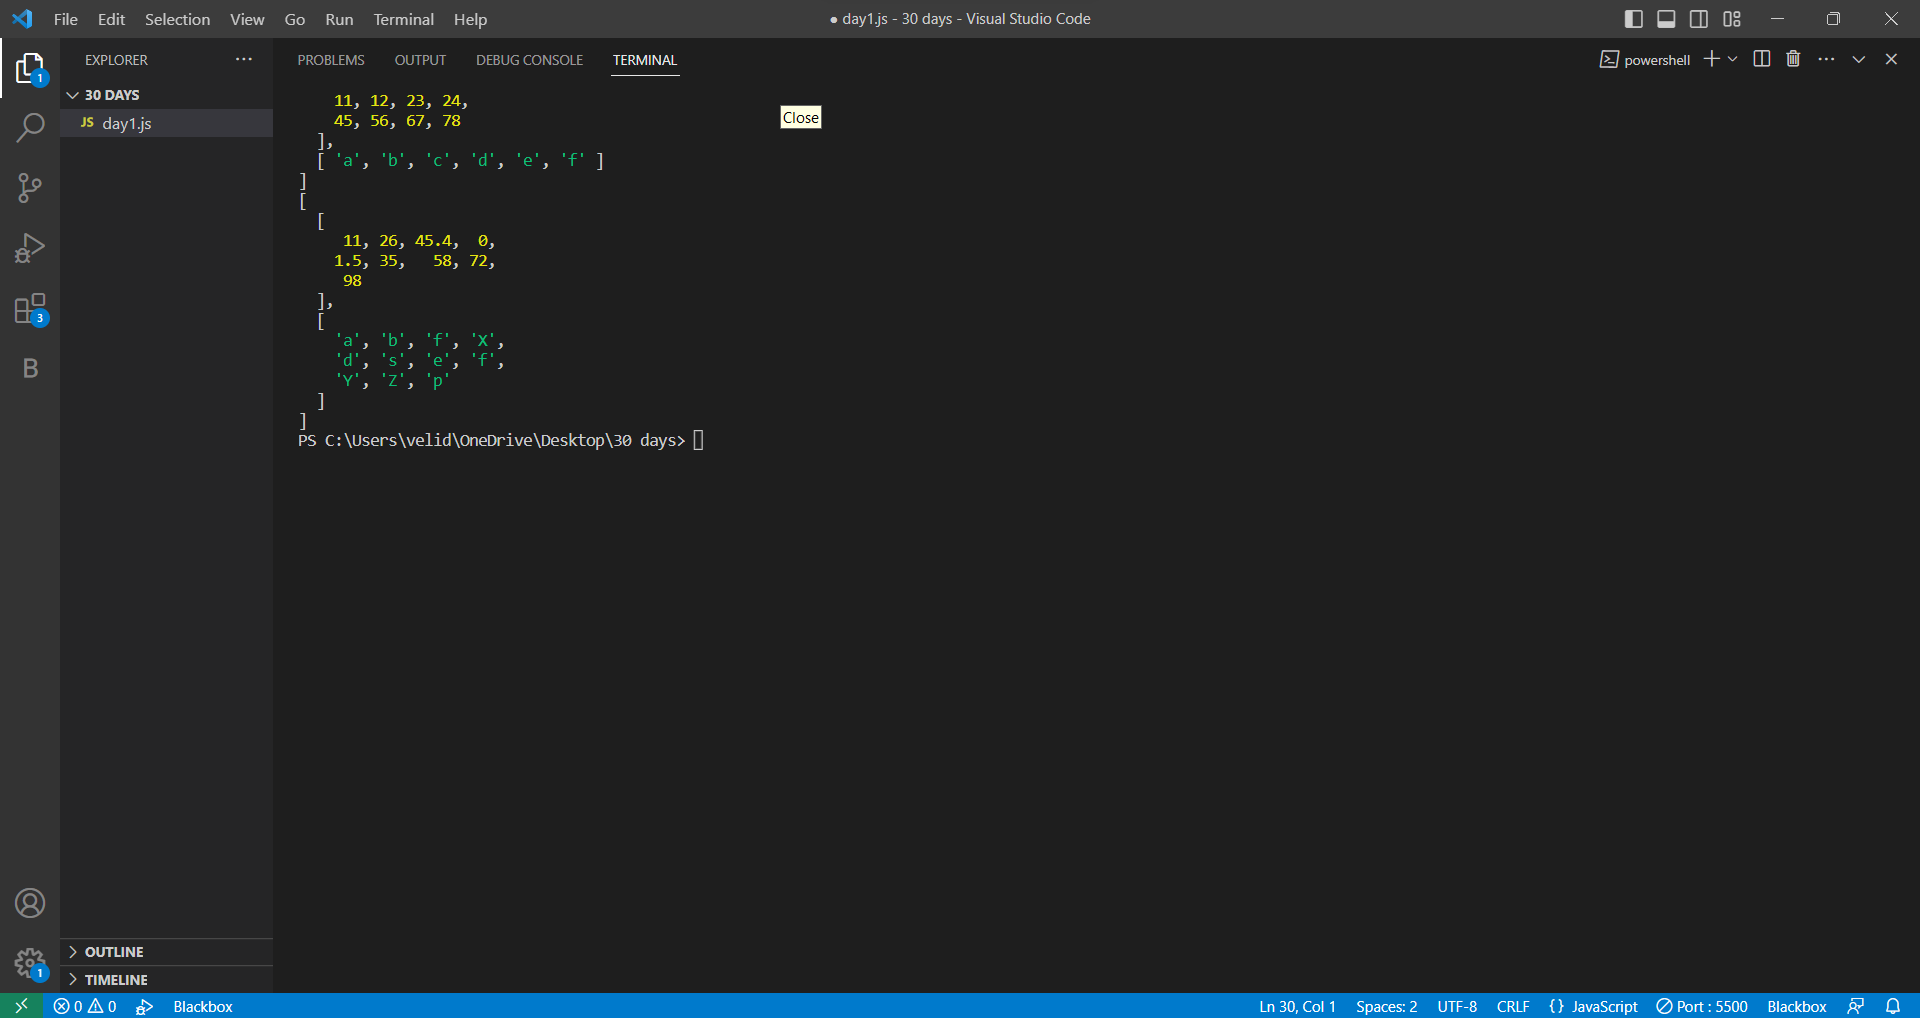 File Edit Selection View Go Run Terminal Help
● day1.js - 30 days - Visual Studio Code
EXPLORER ···
PROBLEMS OUTPUT DEBUG CONSOLE TERMINAL
powershell
1
30 DAYS
JS day1.js
Close
    11, 12, 23, 24,
    45, 56, 67, 78
  ],
  [ 'a', 'b', 'c', 'd', 'e', 'f' ]
]
[
  [
     11, 26, 45.4,  0,
    1.5, 35,   58, 72,
     98
  ],
  [
    'a', 'b', 'f', 'X',
    'd', 's', 'e', 'f',
    'Y', 'Z', 'p'
  ]
]
PS C:\Users\velid\OneDrive\Desktop\30 days>
3
B
OUTLINE
1
TIMELINE
0 0 Blackbox
Ln 30, Col 1 Spaces: 2 UTF-8 CRLF {} JavaScript Port : 5500 Blackbox